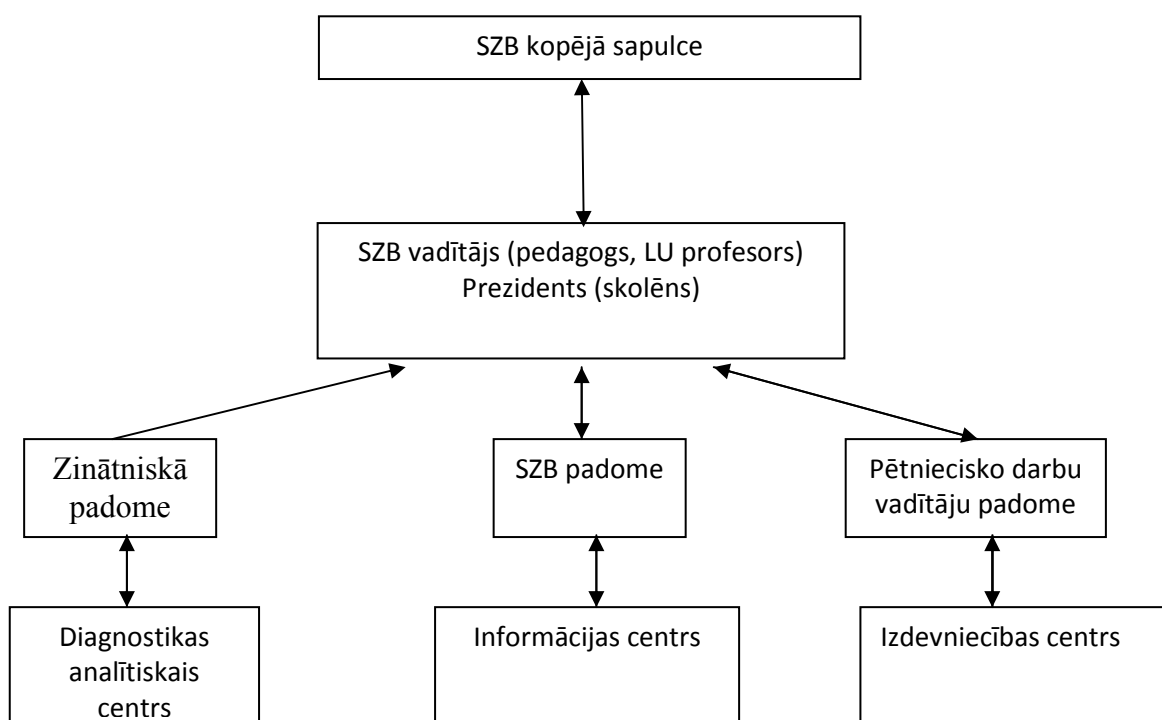 SZB kopējā sapulce
SZB vadītājs (pedagogs, LU profesors)
Prezidents (skolēns)
Zinātniskā
padome
SZB padome
Pētniecisko darbu
vadītāju padome
Diagnostikas
analītiskais
centrs
Informācijas centrs
Izdevniecības centrs